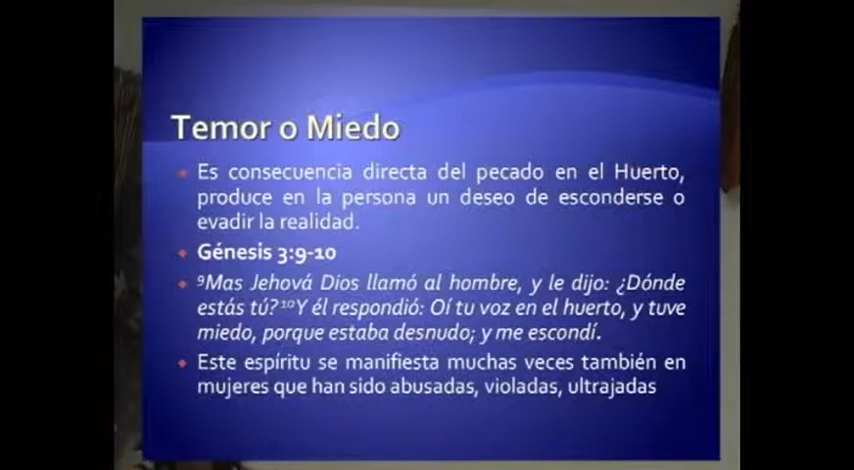 Temor o Miedo
Es consecuencia directa del pecado en el Huerto,
produce en la persona un deseo de esconderse o
evadir la realidad.
Génesis 3:9-10
⁹Mas Jehová Dios llamó al hombre, y le dijo: ¿Dónde
estás tú? ¹⁰Y él respondió: Oí tu voz en el huerto, y tuve
miedo, porque estaba desnudo; y me escondí.
Este espíritu se manifiesta muchas veces también en
mujeres que han sido abusadas, violadas, ultrajadas